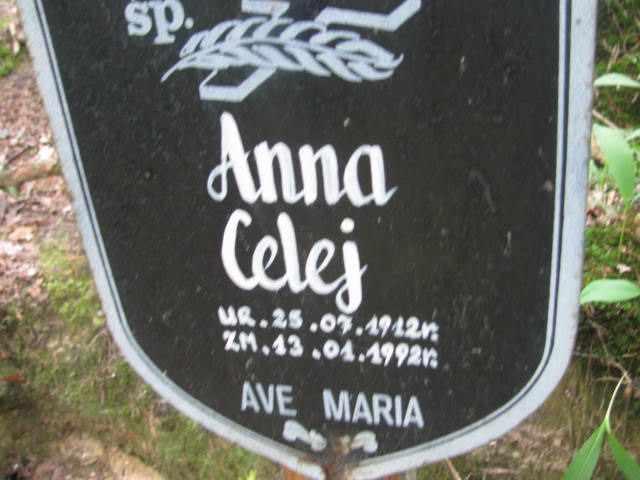 sp.
Anna
Celej
UR. 25.07.1912r.
ZM. 13.01.1992r.
AVE MARIA